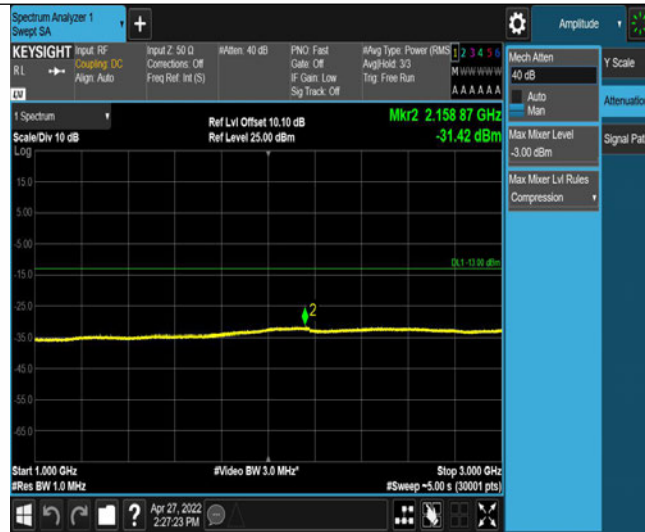 Spectrum Analyzer 1
Swept SA
Amplitude
KEYSIGHT Input: RF
Coupling: DC
Align: Auto
RL
Input Z: 50 Ω
Corrections: Off
Freq Ref: Int (S)
#Atten: 40 dB
PNO: Fast
Gate: Off
IF Gain: Low
Sig Track: Off
#Avg Type: Power (RMS
Avg|Hold: 3/3
Trig: Free Run
1 2 3 4 5 6
M W W W W W
A A A A A A
1 Spectrum
Scale/Div 10 dB
Log
Ref Lvl Offset 10.10 dB
Ref Level 25.00 dBm
Mkr2 2.158 87 GHz
-31.42 dBm
15.0
5.00
-5.00
-15.0
-25.0
-35.0
-45.0
-55.0
-65.0
DL1 -13.00 dBm
2
Start 1.000 GHz
#Res BW 1.0 MHz
#Video BW 3.0 MHz*
Stop 3.000 GHz
#Sweep ~5.00 s (30001 pts)
Mech Atten
40 dB
Auto
Man
Max Mixer Level
-3.00 dBm
Max Mixer Lvl Rules
Compression
Y Scale
Attenuation
Signal Pat
Apr 27, 2022
2:27:23 PM